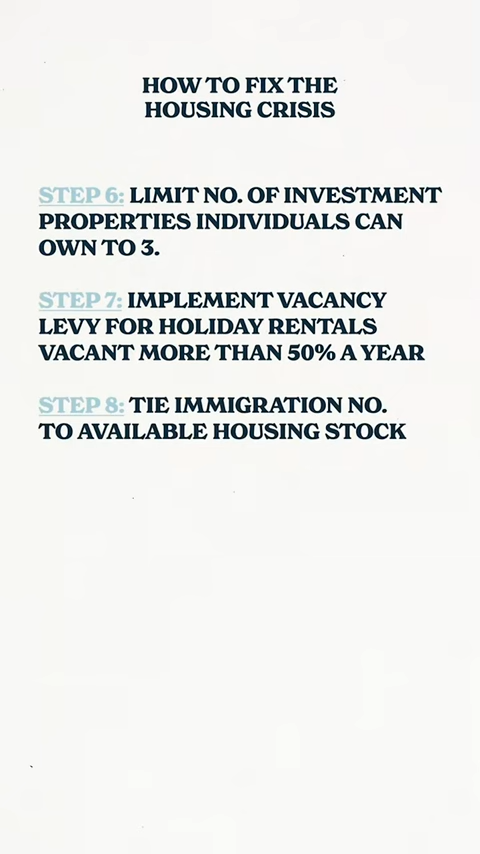 HOW TO FIX THE
HOUSING CRISIS
STEP 6: LIMIT NO. OF INVESTMENT
PROPERTIES INDIVIDUALS CAN
OWN TO 3.
STEP 7: IMPLEMENT VACANCY
LEVY FOR HOLIDAY RENTALS
VACANT MORE THAN 50% A YEAR
STEP 8: TIE IMMIGRATION NO.
TO AVAILABLE HOUSING STOCK